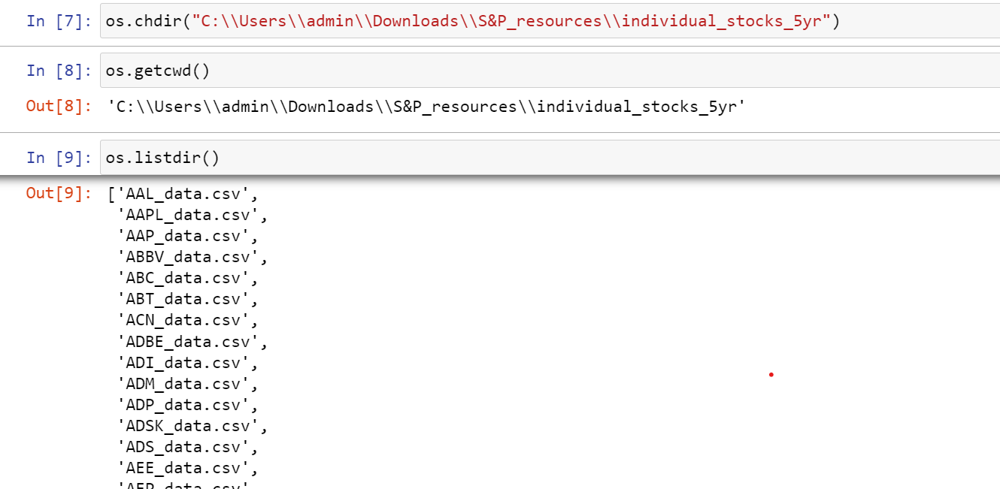 In [7]: os.chdir("C:\\Users\\admin\\Downloads\\S&P_resources\\individual_stocks_5yr")
In [8]: os.getcwd()
Out[8]: 'C:\\Users\\admin\\Downloads\\S&P_resources\\individual_stocks_5yr'
In [9]: os.listdir()
Out[9]: ['AAL_data.csv',
'AAPL_data.csv',
'AAP_data.csv',
'ABBV_data.csv',
'ABC_data.csv',
'ABT_data.csv',
'ACN_data.csv',
'ADBE_data.csv',
'ADI_data.csv',
'ADM_data.csv',
'ADP_data.csv',
'ADSK_data.csv',
'ADS_data.csv',
'AEE_data.csv',